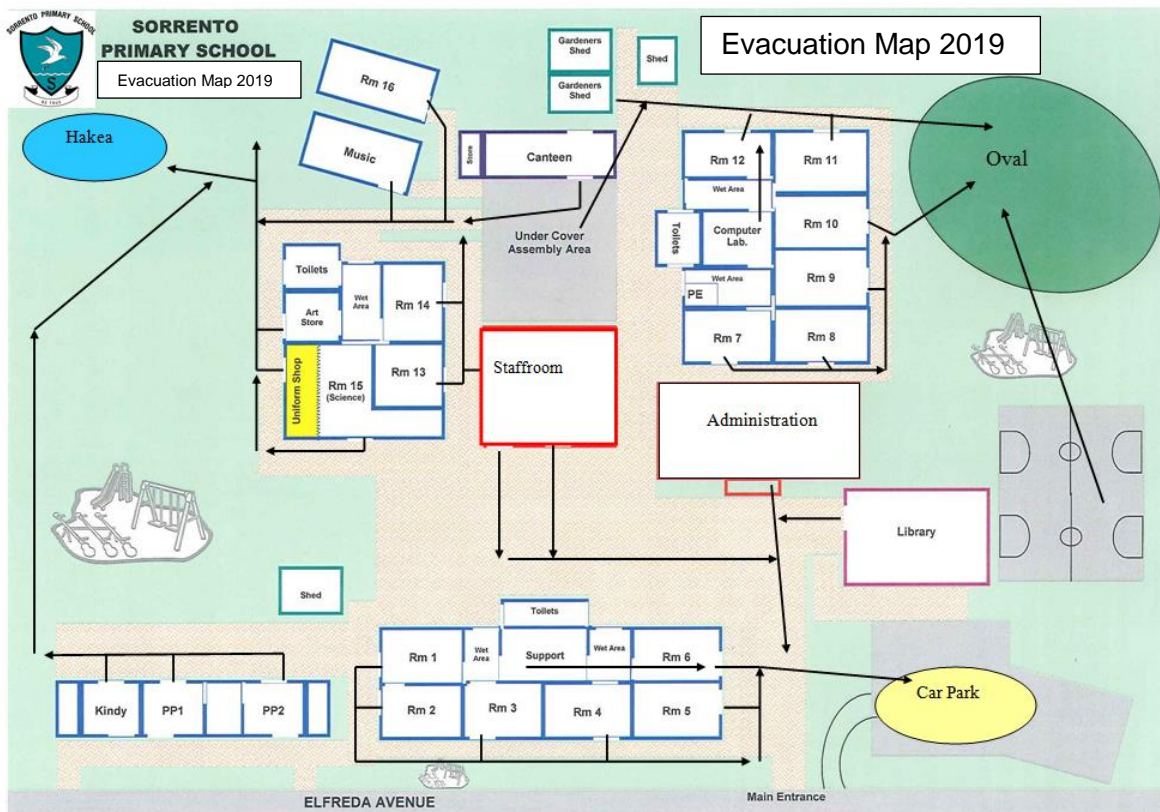 SORRENTO PRIMARY SCHOOL
S
SORRENTO
PRIMARY SCHOOL
Evacuation Map 2019
Evacuation Map 2019
Gardeners
Shed
Gardeners
Shed
Shed
Hakea
Rm 16
Music
Store
Canteen
Rm 12
Rm 11
Oval
Wet Area
Toilets
Computer
Lab.
Rm 10
Under Cover
Assembly Area
Toilets
Wet
Area
Rm 14
Art
Store
Wet Area
PE
Rm 9
Rm 7
Rm 8
Uniform Shop
Rm 15
(Science)
Rm 13
Staffroom
Administration
Library
Shed
Toilets
Rm 1
Wet
Area
Support
Wet Area
Rm 6
Kindy
PP1
PP2
Rm 2
Rm 3
Rm 4
Rm 5
Car Park
ELFREDA AVENUE
Main Entrance